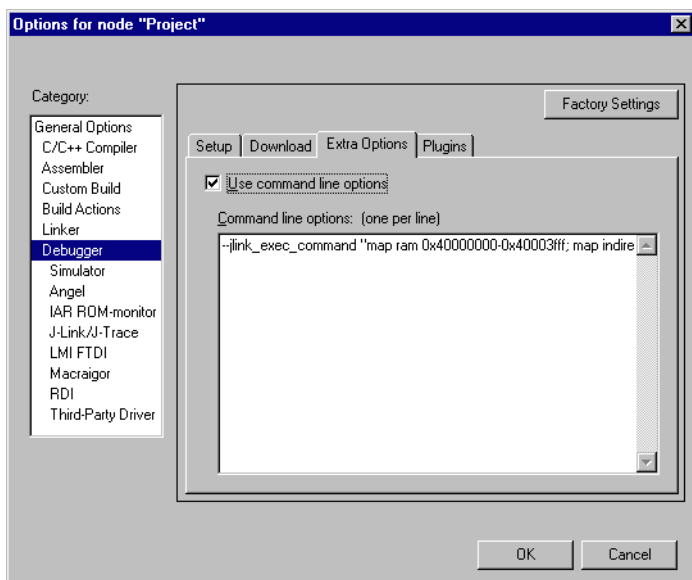 Options for node "Project"
Category:
Factory Settings
General Options
C/C++ Compiler
Assembler
Custom Build
Build Actions
Linker
Debugger
Simulator
Angel
IAR ROM-monitor
J-Link/J-Trace
LMI FTDI
Macraigor
RDI
Third-Party Driver
Setup
Download
Extra Options
Plugins
Use command line options
Command line options: (one per line)
--jlink_exec_command "map ram 0x40000000-0x40003fff; map indire
OK
Cancel